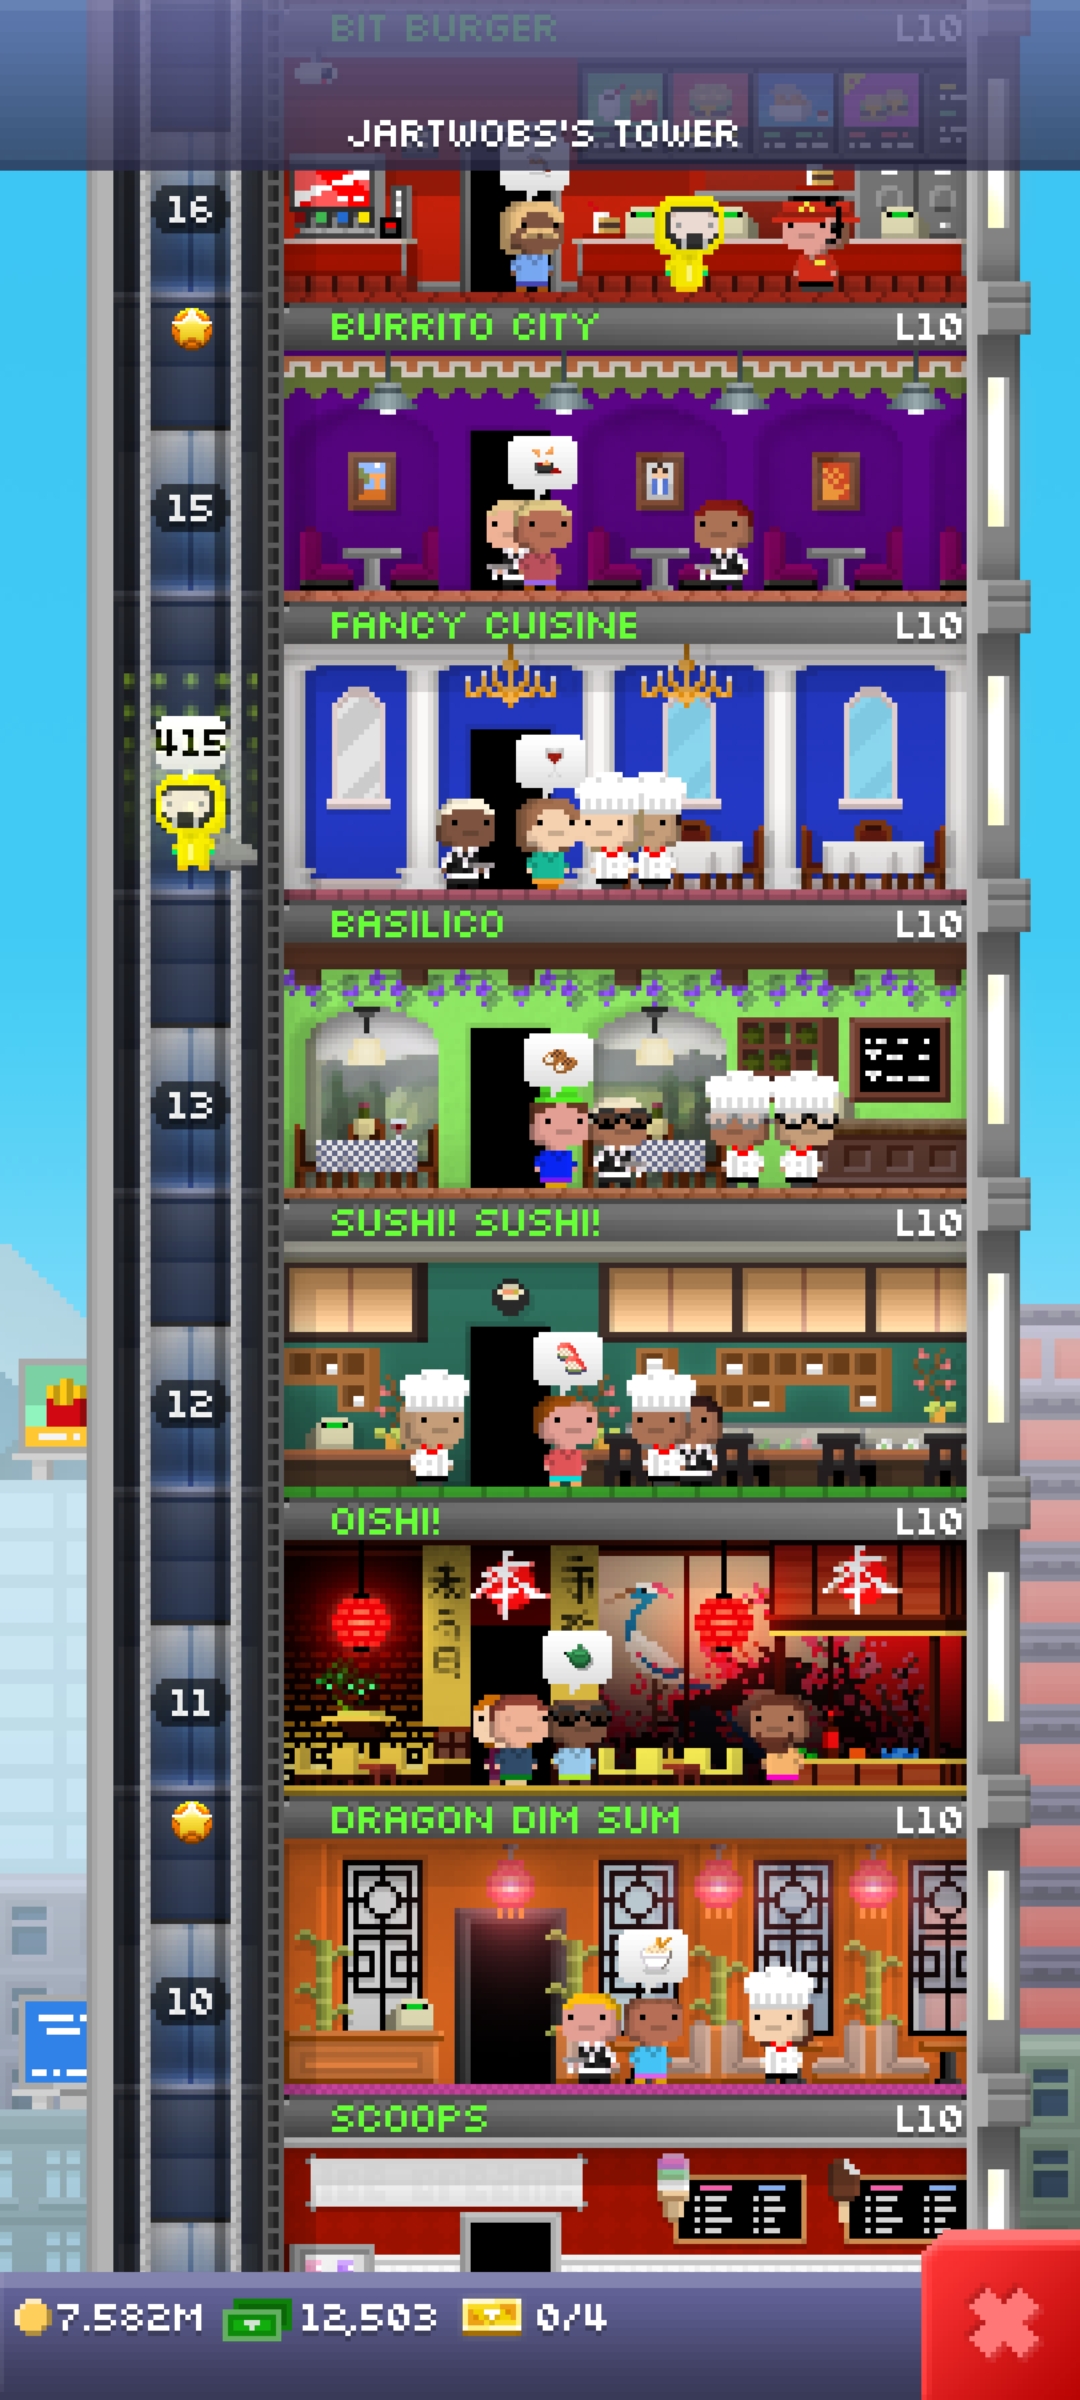 BIT BURGER L10
JARTWOBS'S TOWER
16
BURRITO CITY L10
15
FANCY CUISINE L10
415
BASILICO L10
13
SUSHI! SUSHI! L10
12
OISHI! L10
11
DRAGON DIM SUM L10
10
SCOOPS L10
7.582M 12,503 0/4